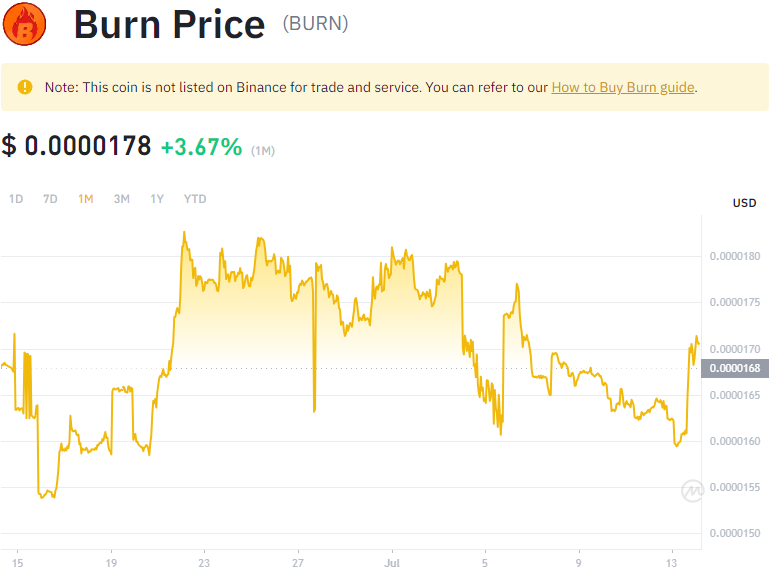 Burn Price (BURN)
Note: This coin is not listed on Binance for trade and service. You can refer to our How to Buy Burn guide.
$ 0.0000178 +3.67% (1M)
1D 7D 1M 3M 1Y YTD
USD
0.0000180
0.0000175
0.0000170
0.0000168
0.0000165
0.0000160
0.0000155
0.0000150
15 19 23 27 Jul 5 9 13